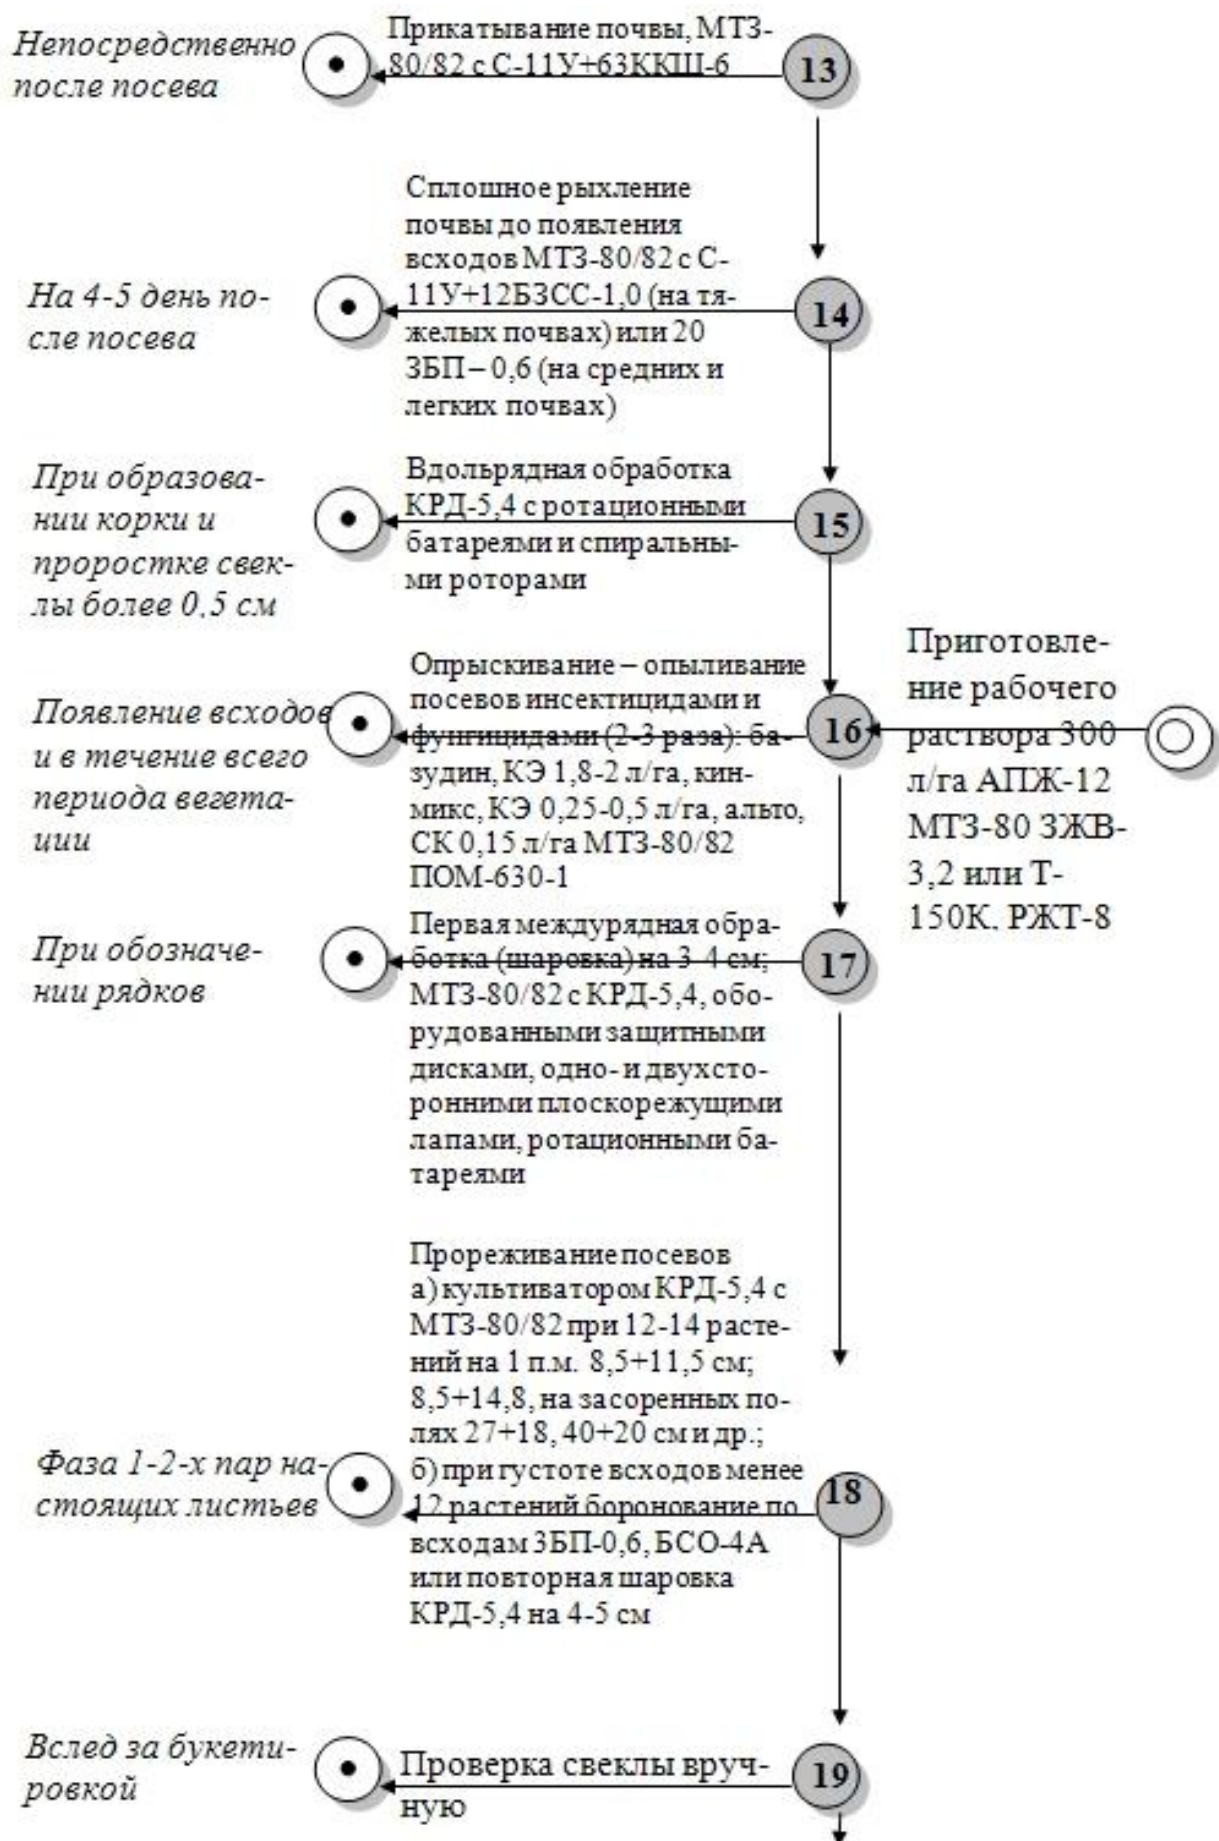 Непосредственно
после посева
Прикатывание почвы, МТЗ-
80/82 с С-11У+63ККШ-6
13
На 4-5 день по-
сле посева
Сплошное рыхление
почвы до появления
всходов МТЗ-80/82 с С-
11У+12БЗСС-1,0 (на тя-
желых почвах) или 20
ЗБП – 0,6 (на средних и
легких почвах)
14
При образова-
нии корки и
проростке свек-
лы более 0,5 см
Вдольрядная обработка
КРД-5,4 с ротационными
батареями и спиральны-
ми роторами
15
Появление всходов
и в течение всего
периода вегета-
ции
Опрыскивание – опыливание
посевов инсектицидами и
фунгицидами (2-3 раза): ба-
зудин, КЭ 1,8-2 л/га, кин-
микс, КЭ 0,25-0,5 л/га, альто,
СК 0,15 л/га МТЗ-80/82
ПОМ-630-1
16
Приготовле-
ние рабочего
раствора 300
л/га АПЖ-12
МТЗ-80 ЗЖВ-
3,2 или Т-
150К. РЖТ-8
При обозначе-
нии рядков
Первая междурядная обра-
ботка (шаровка) на 3-4 см;
МТЗ-80/82 с КРД-5,4, обо-
рудованными защитными
дисками, одно- и двухсто-
ронними плоскорежущими
лапами, ротационными ба-
тареями
17
Фаза 1-2-х пар на-
стоящих листьев
Прореживание посевов
а) культиватором КРД-5,4 с
МТЗ-80/82 при 12-14 расте-
ний на 1 п.м. 8,5+11,5 см;
8,5+14,8, на засоренных по-
лях 27+18, 40+20 см и др.;
б) при густоте всходов менее
12 растений боронование по
всходам ЗБП-0,6, БСО-4А
или повторная шаровка
КРД-5,4 на 4-5 см
18
Вслед за букети-
ровкой
Проверка свеклы вруч-
ную
19